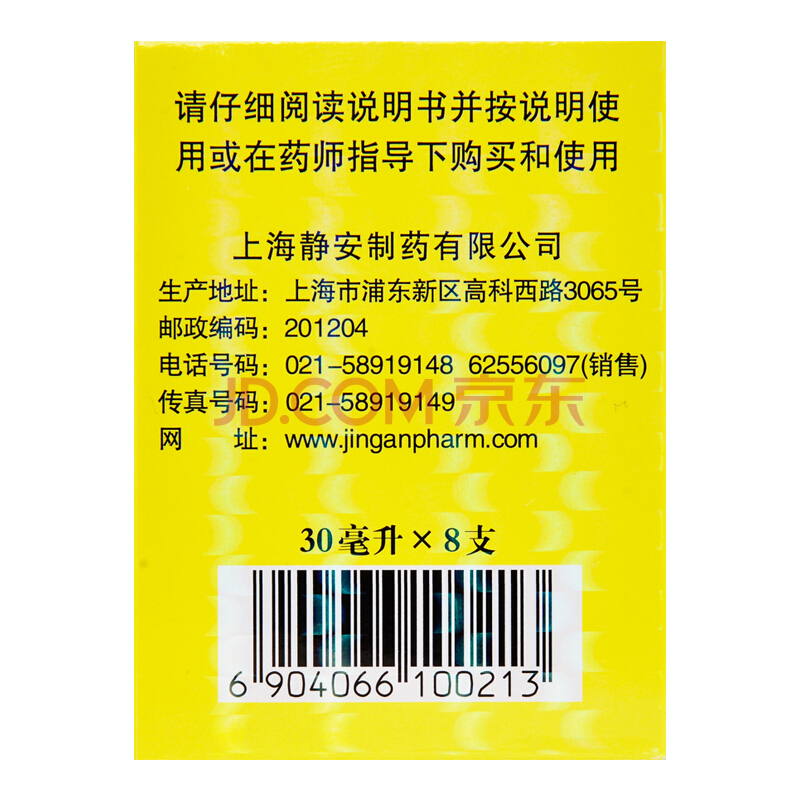 请仔细阅读说明书并按说明使
用或在药师指导下购买和使用
上海静安制药有限公司
生产地址：上海市浦东新区高科西路3065号
邮政编码：201204
电话号码：021-58919148 62556097(销售)
JD.COM 京东
传真号码：021-58919149
网 址：www.jinganpharm.com
30毫升×8支
6 904066 100213